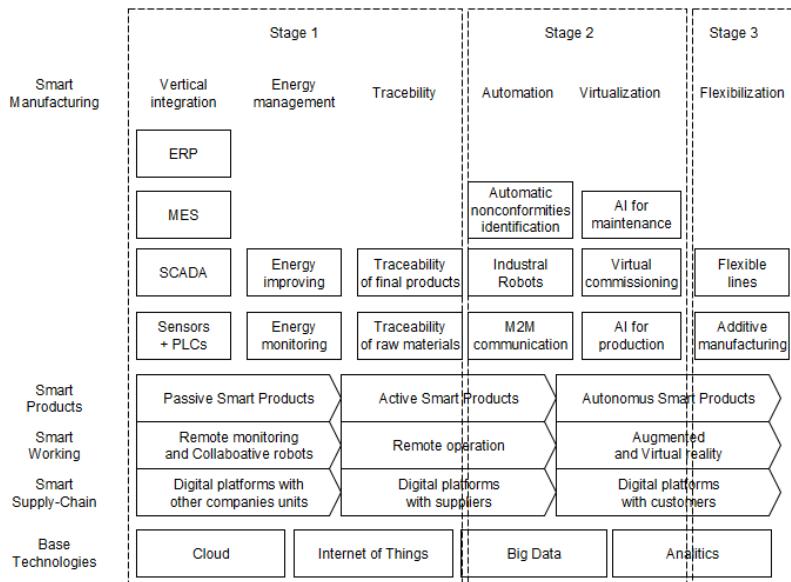 Stage 1
Stage 2
Stage 3
Smart
Manufacturing
Vertical
integration
Energy
management
Tracebility
Automation
Virtualization
Flexibilization
ERP
MES
Automatic
nonconformities
identification
AI for
maintenance
SCADA
Energy
improving
Traceability
of final products
Industral
Robots
Virtual
commissioning
Flexible
lines
Sensors
+ PLCs
Energy
monitoring
Traceability
of raw materials
M2M
communication
AI for
production
Additive
manufacturing
Smart
Products
Passive Smart Products
Active Smart Products
Autonomus Smart Products
Smart
Working
Remote monitoring
and Collaboative robots
Remote operation
Augmented
and Virtual reality
Smart
Supply-Chain
Digital platforms with
other companies units
Digital platforms
with suppliers
Digital platforms
with customers
Base
Technologies
Cloud
Internet of Things
Big Data
Analitics